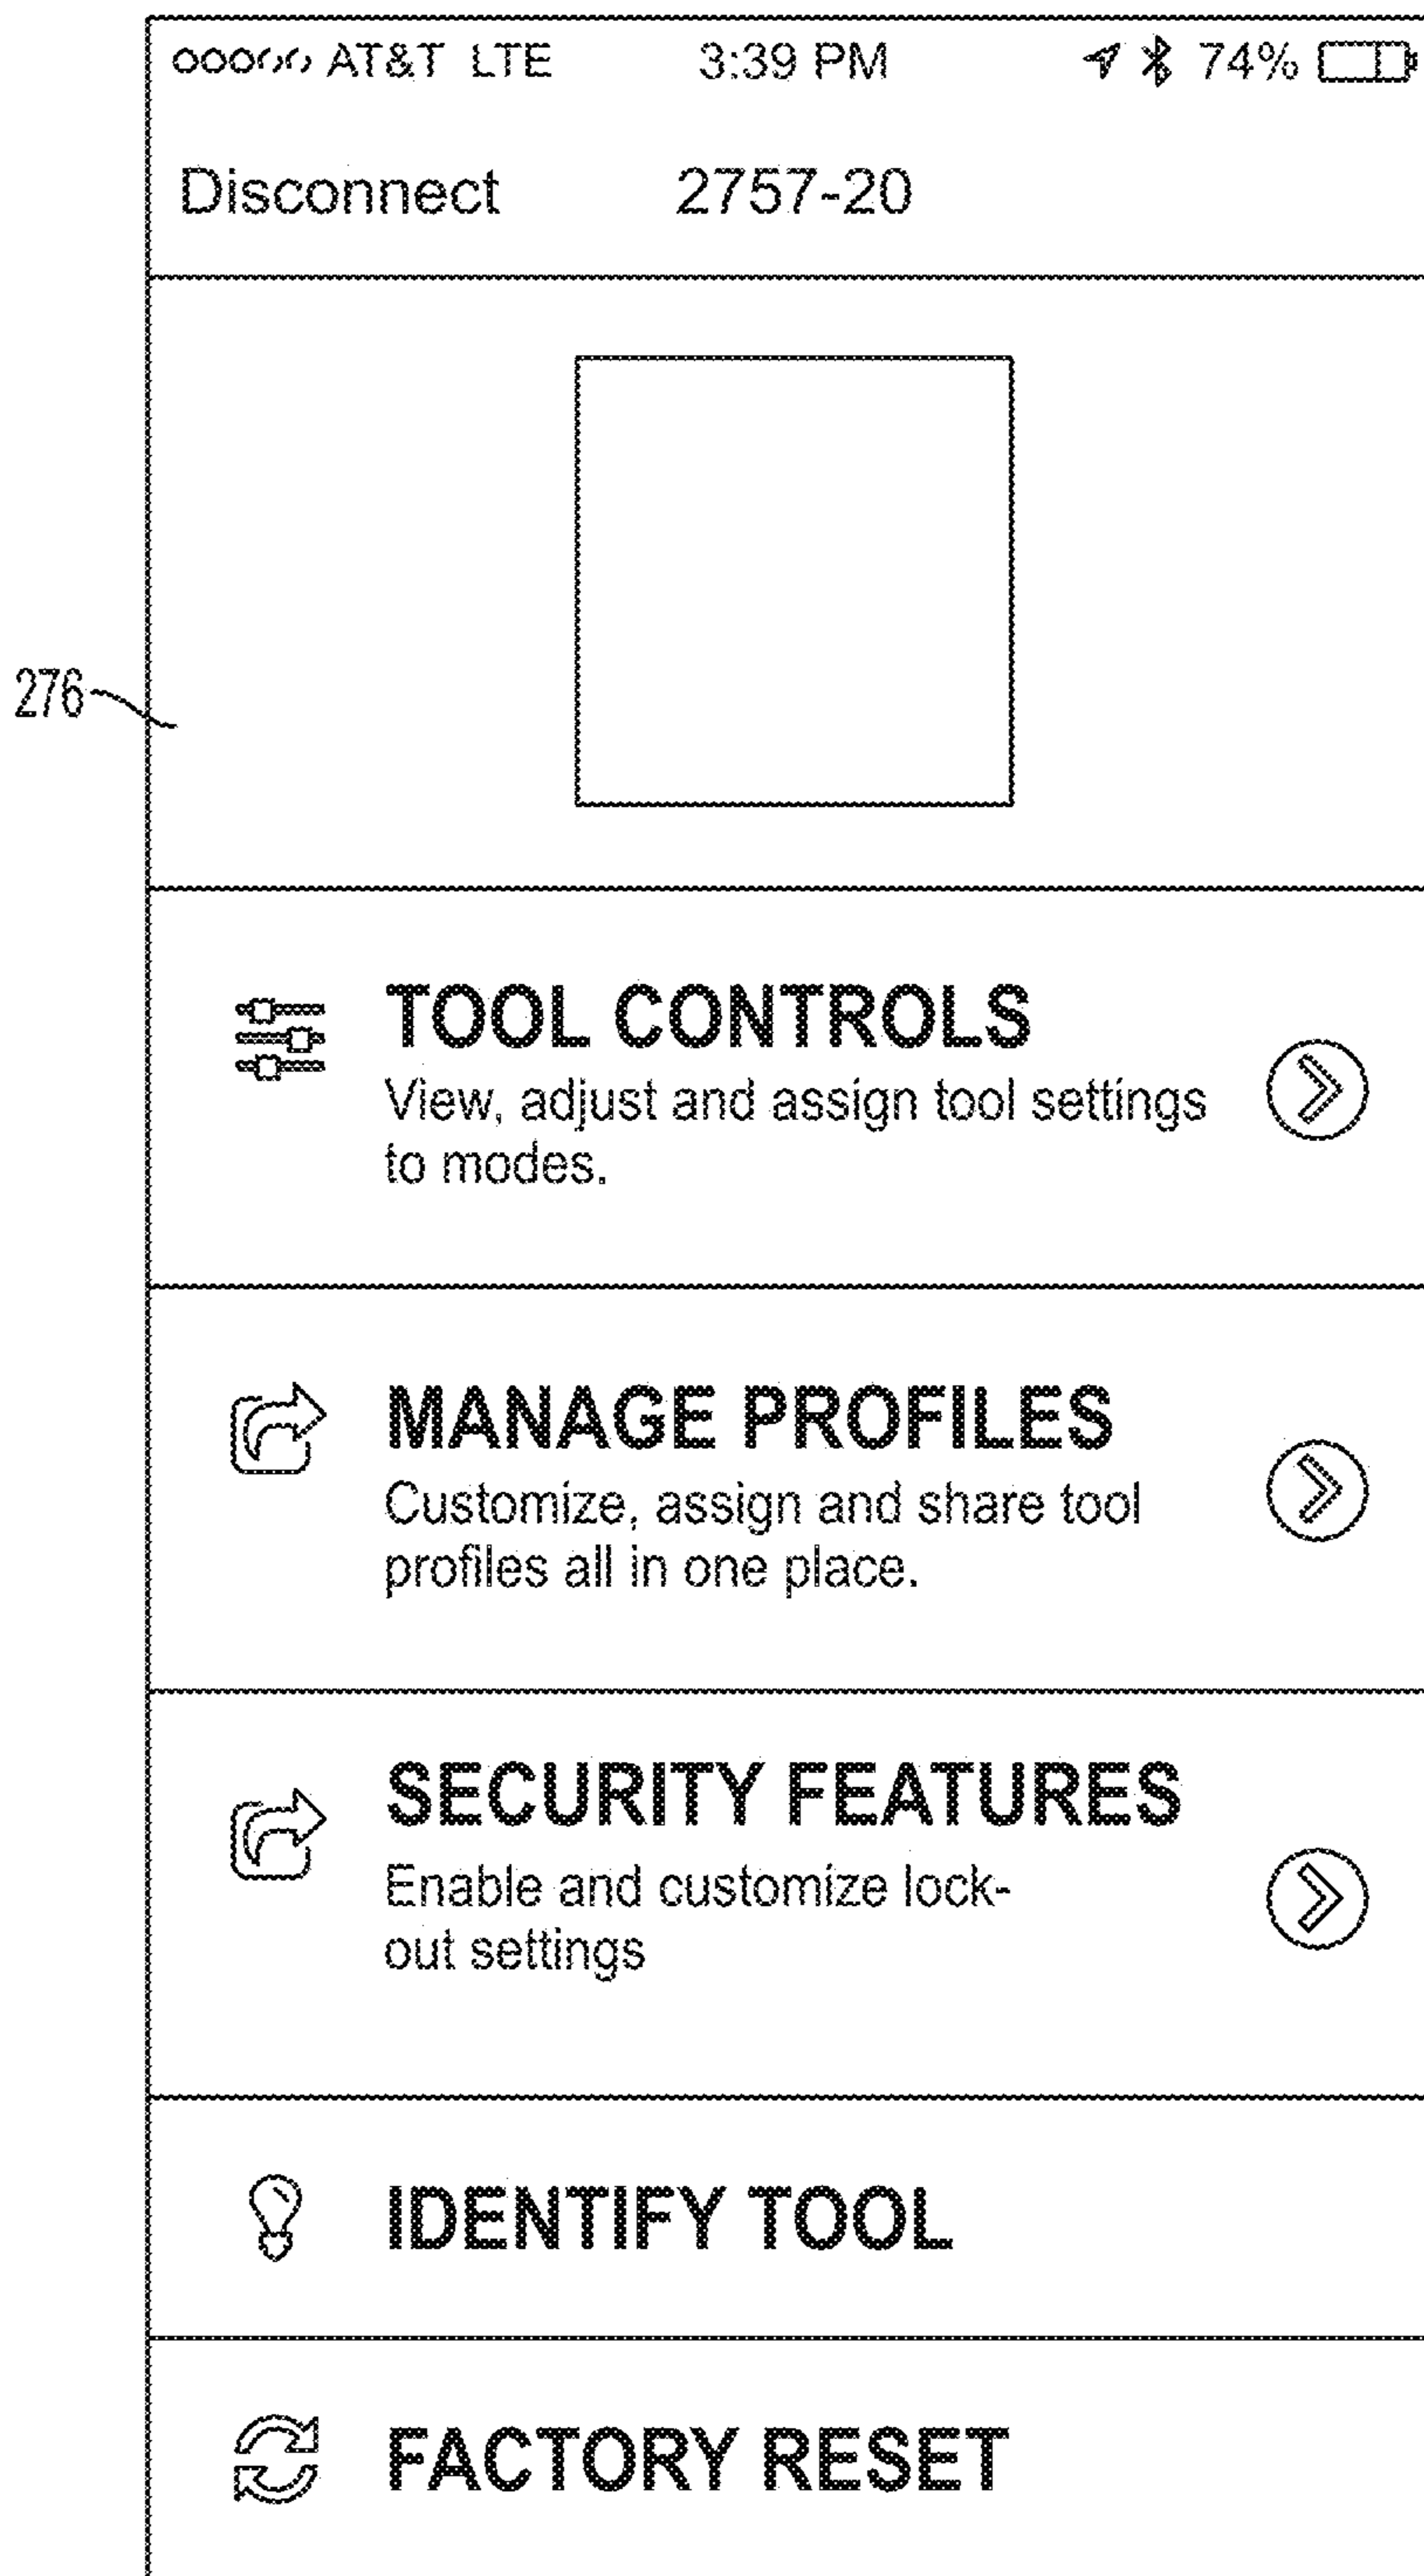 AT&T LTE 3:39 PM 74%
Disconnect 2757-20
276
TOOL CONTROLS
View, adjust and assign tool settings
to modes.
MANAGE PROFILES
Customize, assign and share tool
profiles all in one place.
SECURITY FEATURES
Enable and customize lock-
out settings
IDENTIFY TOOL
FACTORY RESET